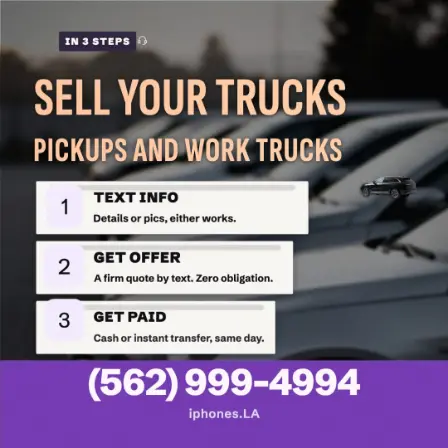 IN 3 STEPS
SELL YOUR TRUCKS
PICKUPS AND WORK TRUCKS
1
TEXT INFO
Details or pics, either works.
2
GET OFFER
A firm quote by text. Zero obligation.
3
GET PAID
Cash or instant transfer, same day.
(562) 999-4994
iphones.LA